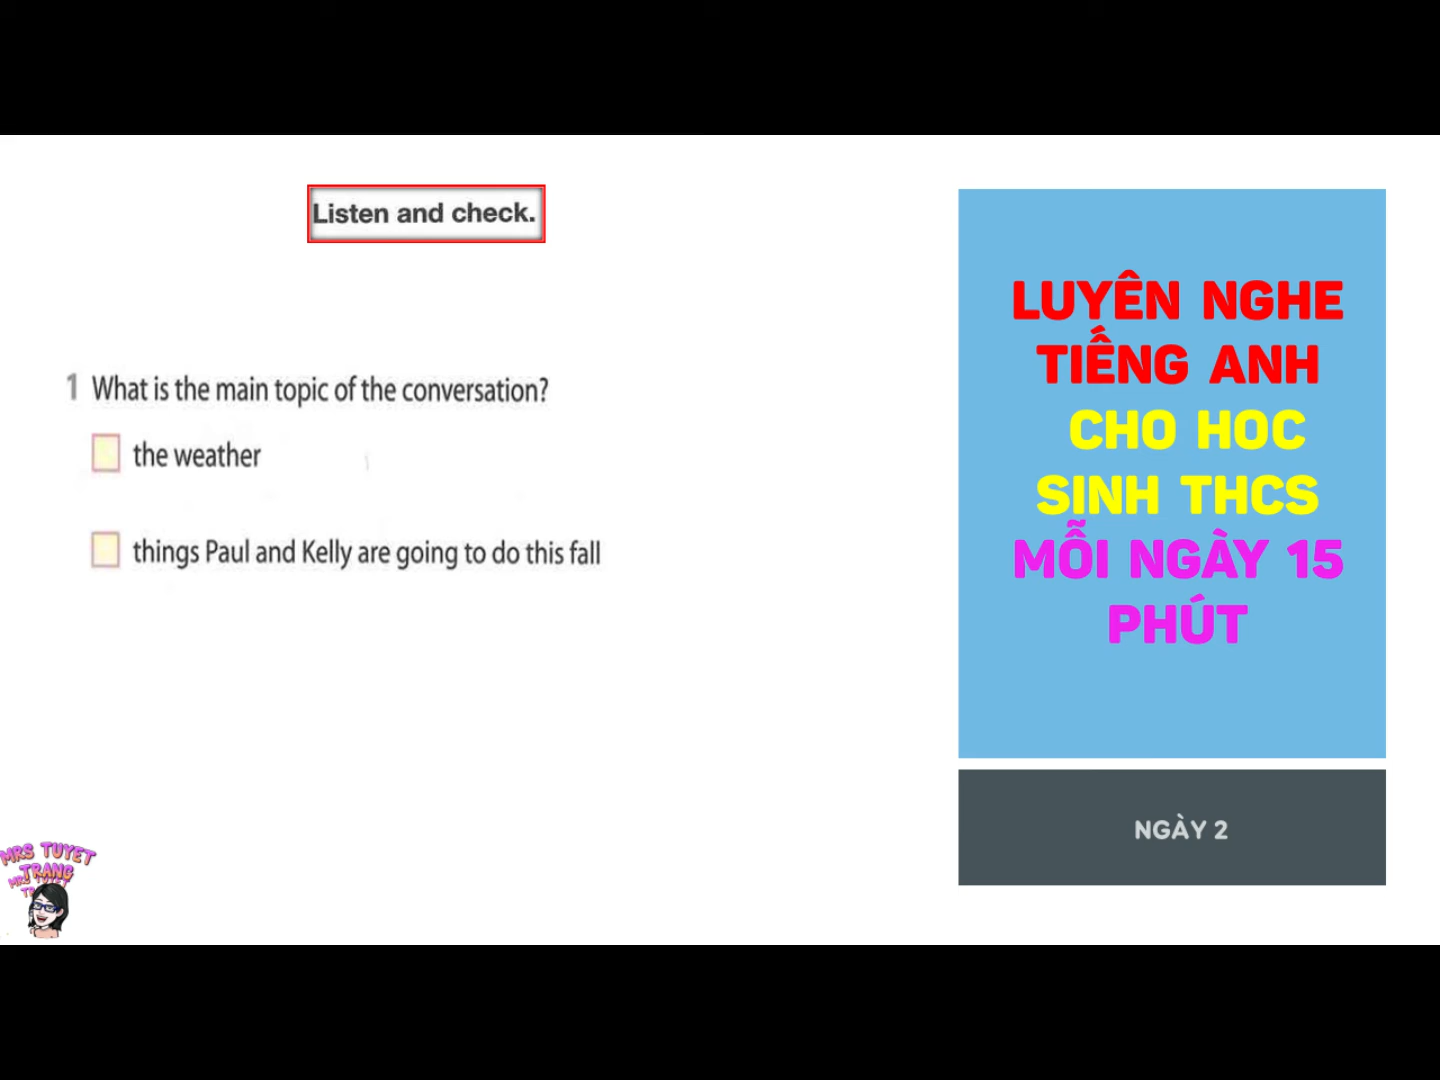 Listen and check.
1 What is the main topic of the conversation?
the weather
things Paul and Kelly are going to do this fall
LUYÊN NGHE
TIẾNG ANH
CHO HOC
SINH THCS
MỖI NGÀY 15
PHÚT
NGÀY 2
MRS TUYET
TRANG